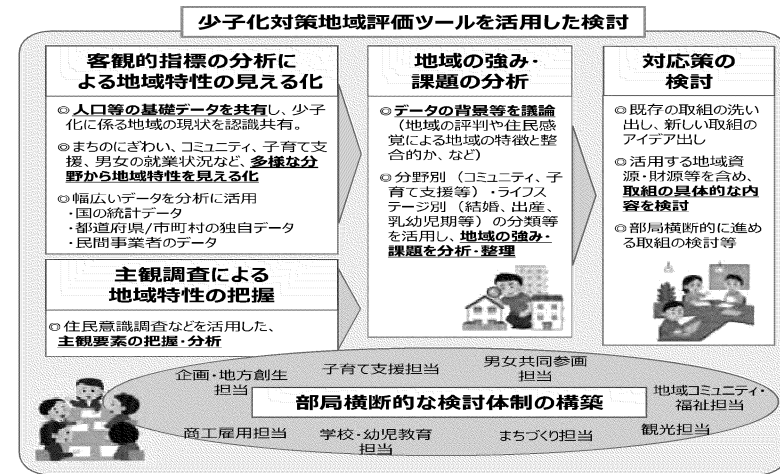 少子化対策地域評価ツールを活用した検討
客観的指標の分析に
よる地域特性の見える化
◎人口等の基礎データを共有し、少子
化に係る地域の現状を認識共有。
◎まちのにぎわい、コミュニティ、子育て支
援、男女の就業状況など、多様な分
野から地域特性を見える化
◎幅広いデータを分析に活用
・国の統計データ
・都道府県/市町村の独自データ
・民間事業者のデータ
主観調査による
地域特性の把握
◎住民意識調査などを活用した、
主観要素の把握・分析
地域の強み・
課題の分析
◎データの背景等を議論
（地域の評判や住民感
覚による地域の特徴と整
合的か、など）
◎分野別（コミュニティ、子
育て支援等）・ライフス
テージ別（結婚、出産、
乳幼児期等）の分類等
を活用し、地域の強み・
課題を分析・整理
対応策の
検討
◎既存の取組の洗い
出し、新しい取組の
アイデア出し
◎活用する地域資
源・財源等を含め、
取組の具体的な内
容を検討
◎部局横断的に進め
る取組の検討等
企画・地方創生
担当
子育て支援担当
男女共同参画
担当
地域コミュニティ・
福祉担当
部局横断的な検討体制の構築
商工雇用担当
学校・幼児教育
担当
まちづくり担当
観光担当